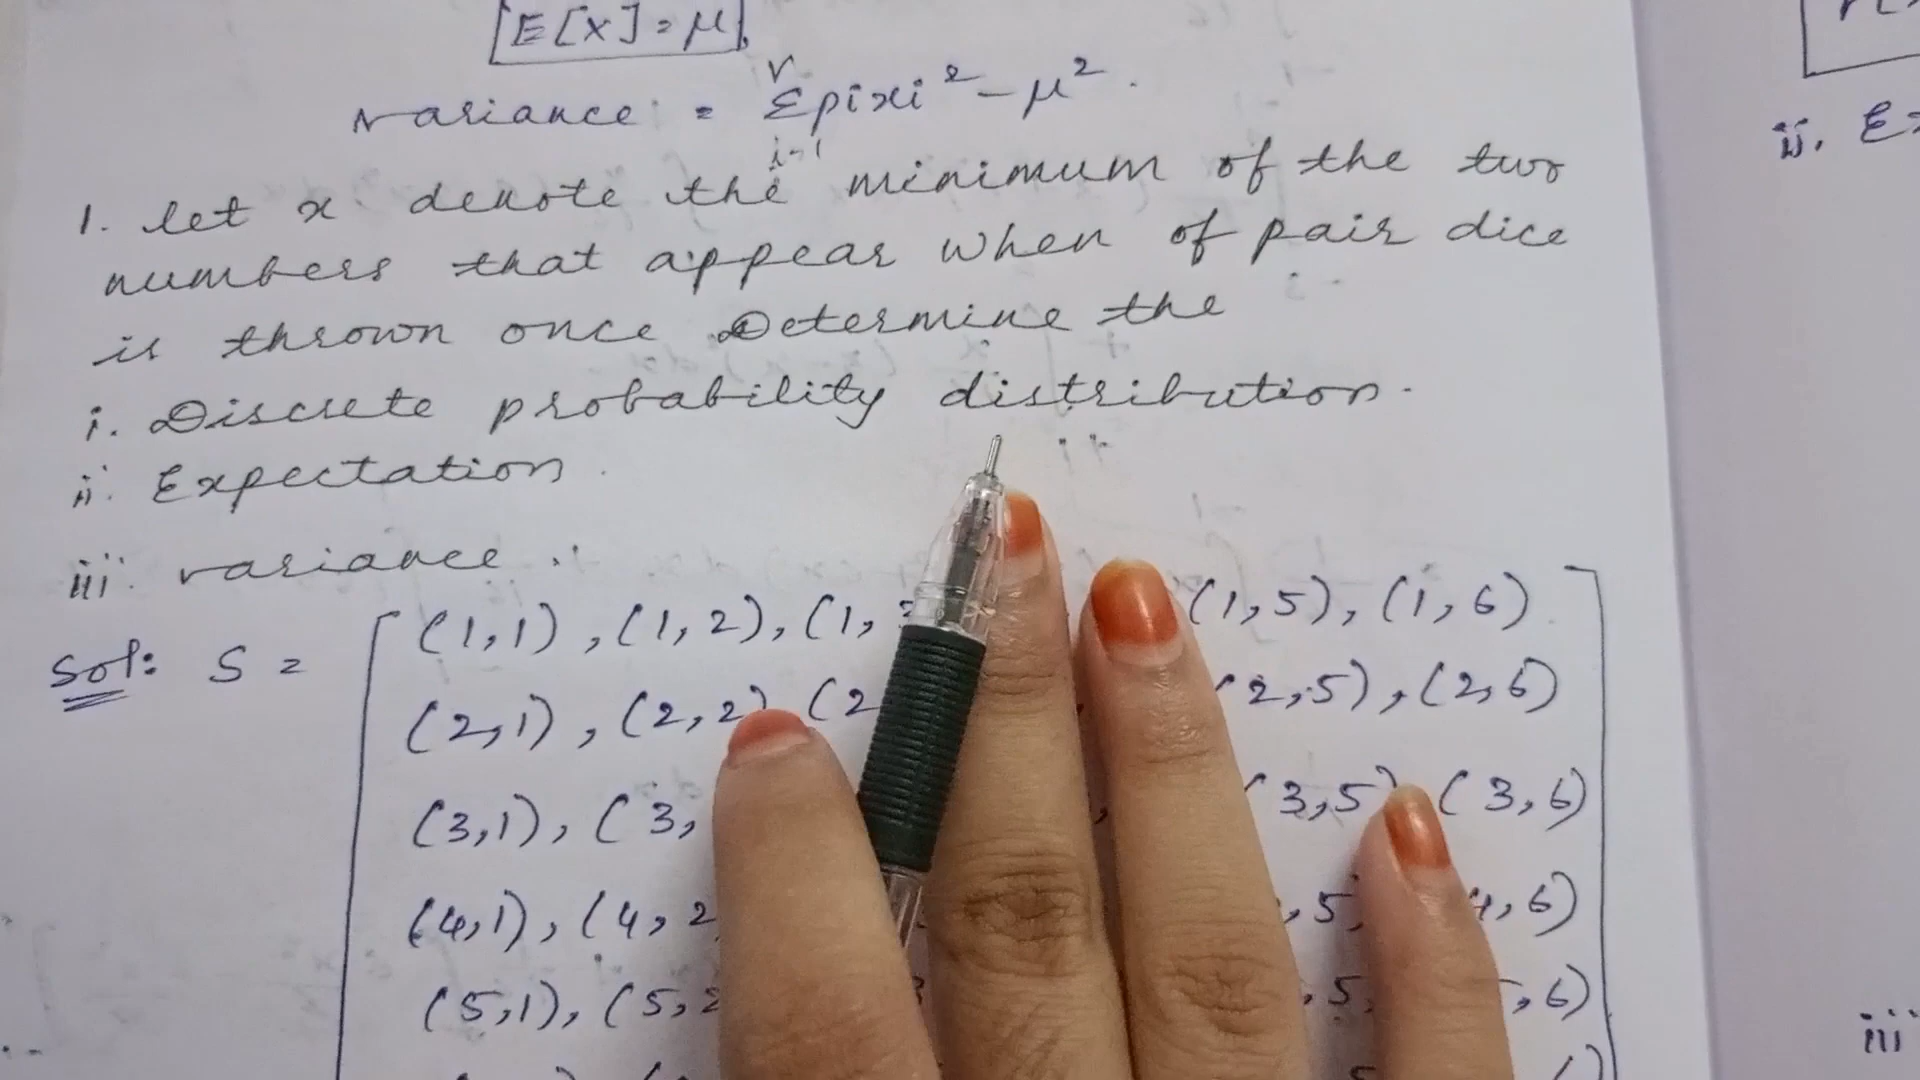 E[X] = μ
variance = r Σ i=1 pixi² - μ².
1. let x denote the minimum of the two
numbers that appear when of pair dice
is thrown once Determine the
i. Discrete probability distribution.
ii. Expectation.
iii. variance.
Sol: S =
(1,1), (1,2), (1, (1,5), (1,6)
(2,1), (2,2) (2 2,5), (2,6)
(3,1), (3, 3,5) (3,6)
(4,1), (4,2 ,5 ,6)
(5,1), (5,2 ,5 ,6)
ii. E
iii